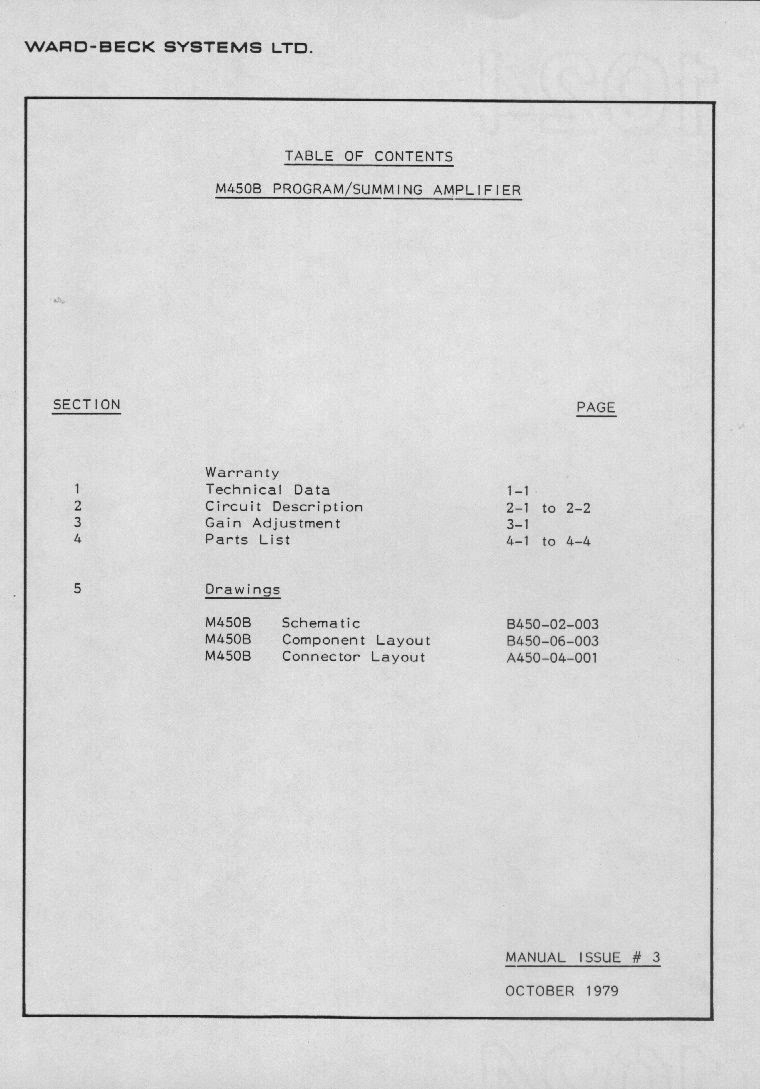 WARD-BECK SYSTEMS LTD.
TABLE OF CONTENTS
M450B PROGRAM/SUMMING AMPLIFIER
SECTION PAGE
Warranty
1 Technical Data 1-1
2 Circuit Description 2-1 to 2-2
3 Gain Adjustment 3-1
4 Parts List 4-1 to 4-4
5 Drawings
M450B Schematic B450-02-003
M450B Component Layout B450-06-003
M450B Connector Layout A450-04-001
MANUAL ISSUE # 3
OCTOBER 1979